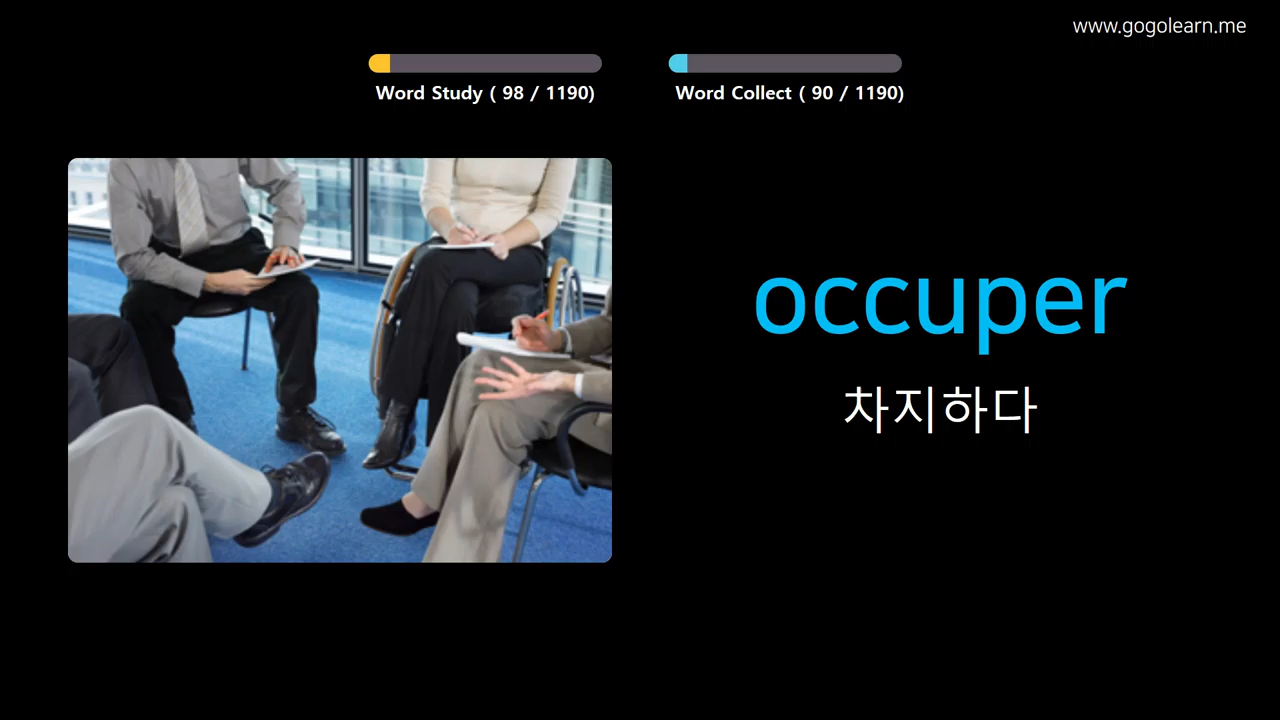 www.gogolearn.me
Word Study ( 98 / 1190)
Word Collect ( 90 / 1190)
occuper
차지하다